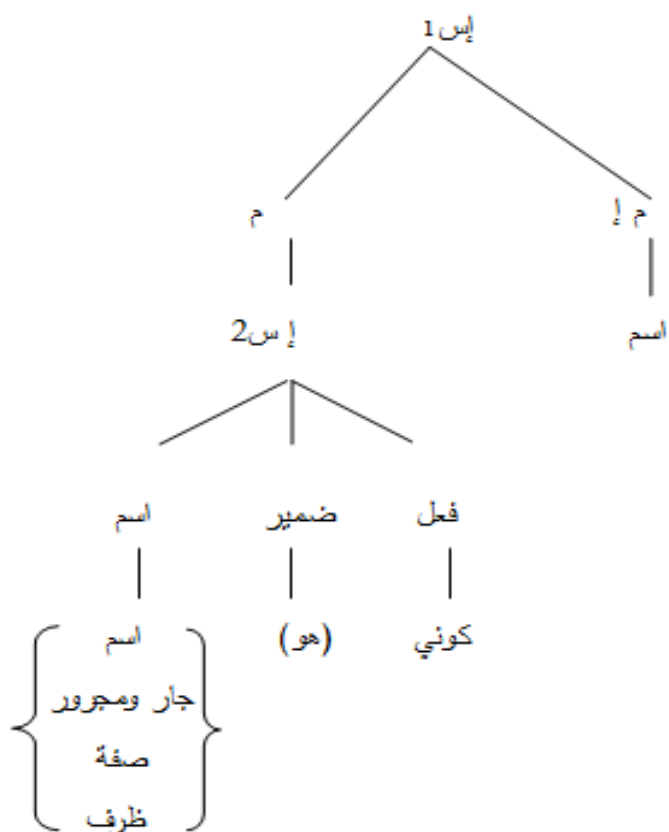 إس1
م إ م
اسم إ س2
فعل ضمير اسم
كوني (هو) اسم
جار ومجرور
صفة
ظرف